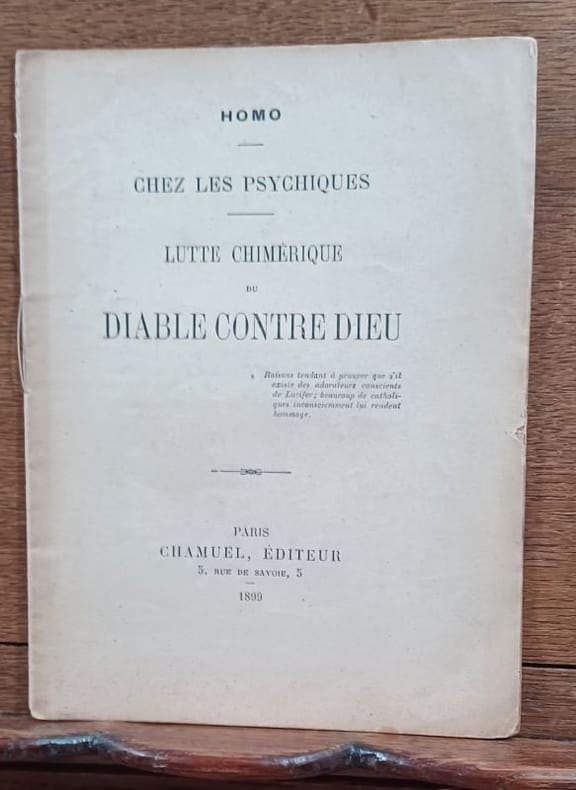 HOMO
CHEZ LES PSYCHIQUES
LUTTE CHIMÉRIQUE
DU
DIABLE CONTRE DIEU
Raisons tendant à prouver que s'il
existe des adorateurs conscients
de Lucifer; beaucoup de catholi-
ques inconsciemment lui rendent
hommage.
PARIS
CHAMUEL, ÉDITEUR
5, RUE DE SAVOIE, 5
1899